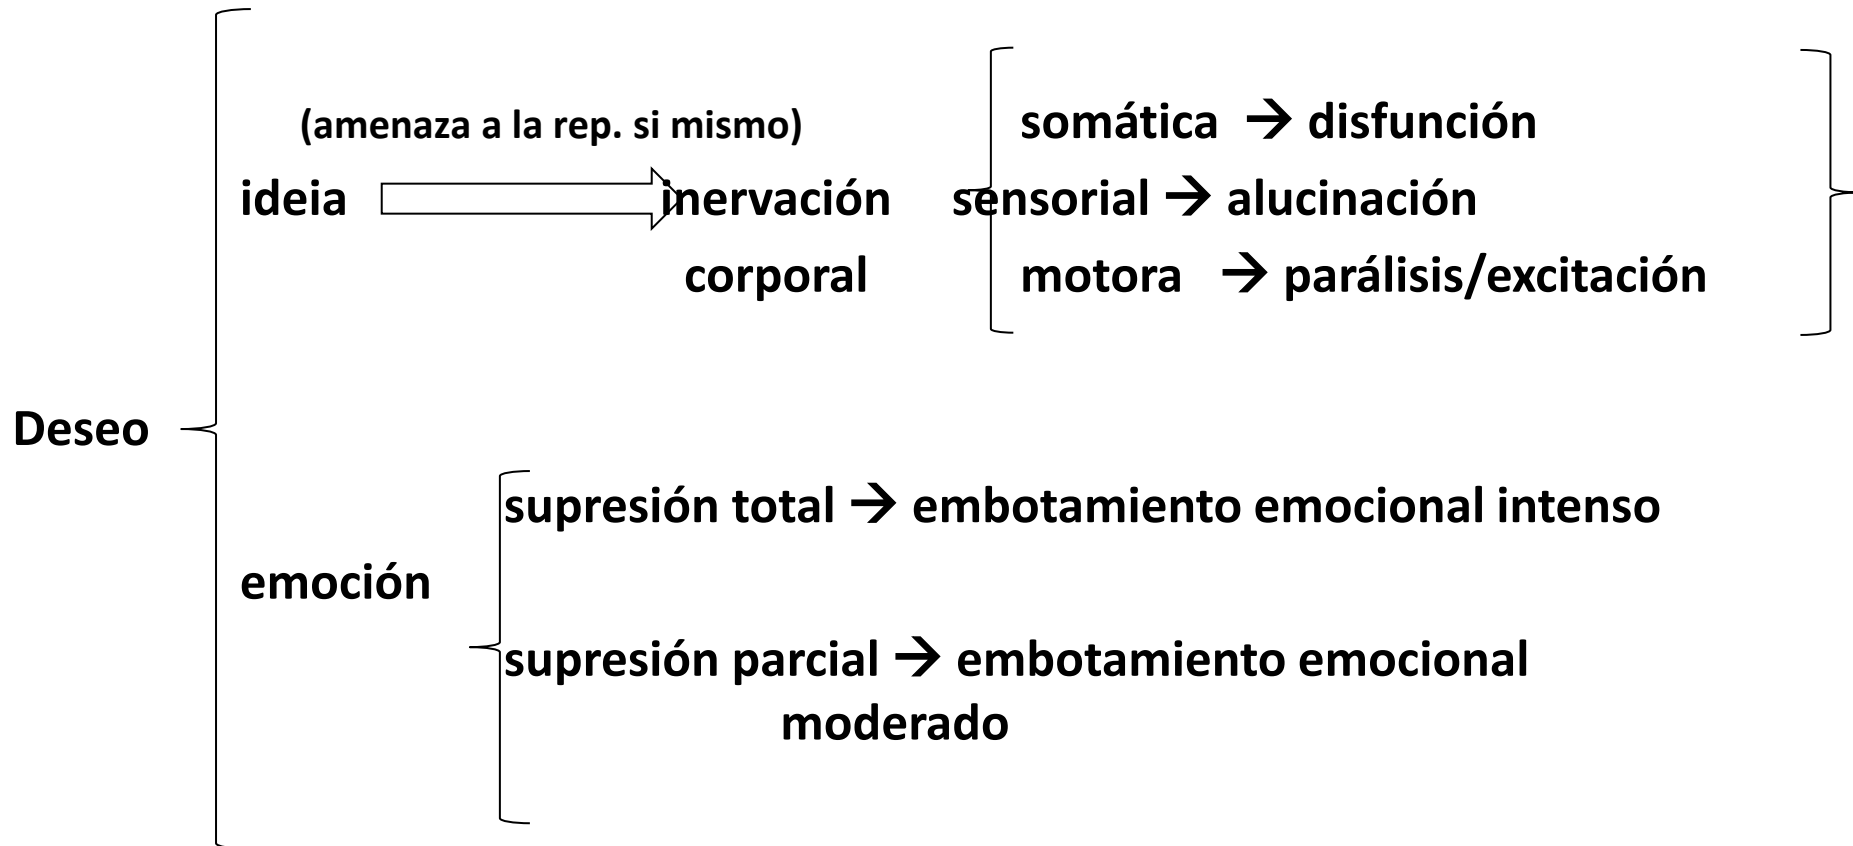 (amenaza a la rep. si mismo)
somática → disfunción
ideia inervación sensorial → alucinación
corporal motora → parálisis/excitación
Deseo
supresión total → embotamiento emocional intenso
emoción
supresión parcial → embotamiento emocional
moderado